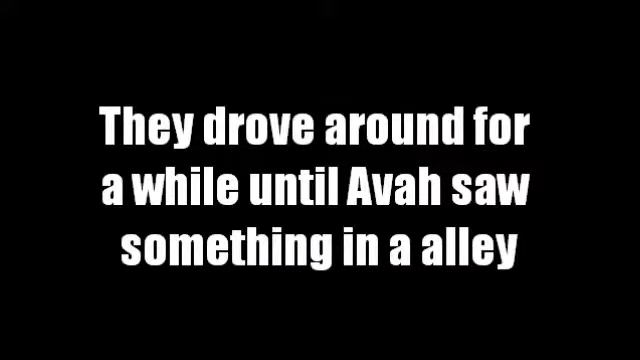 They drove around for
a while until Avah saw
something in a alley